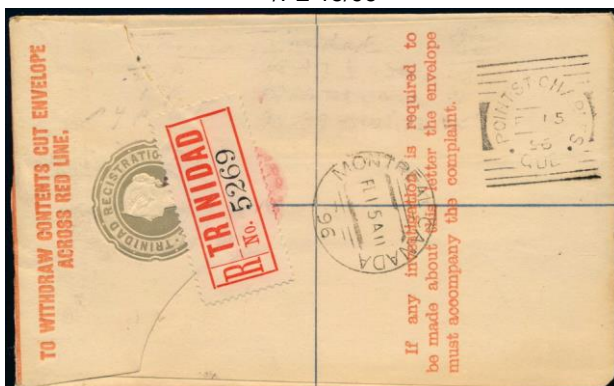 TO WITHDRAW CONTENTS CUT ENVELOPE
ACROSS RED LINE.
TRINIDAD REGISTRATION
R TRINIDAD
No. 5269
MONTREAL CANADA
15 A 11
96
If any investigation is required to
be made about this letter the envelope
must accompany the complaint.
POINT ST CHARLES
15
96
QUE